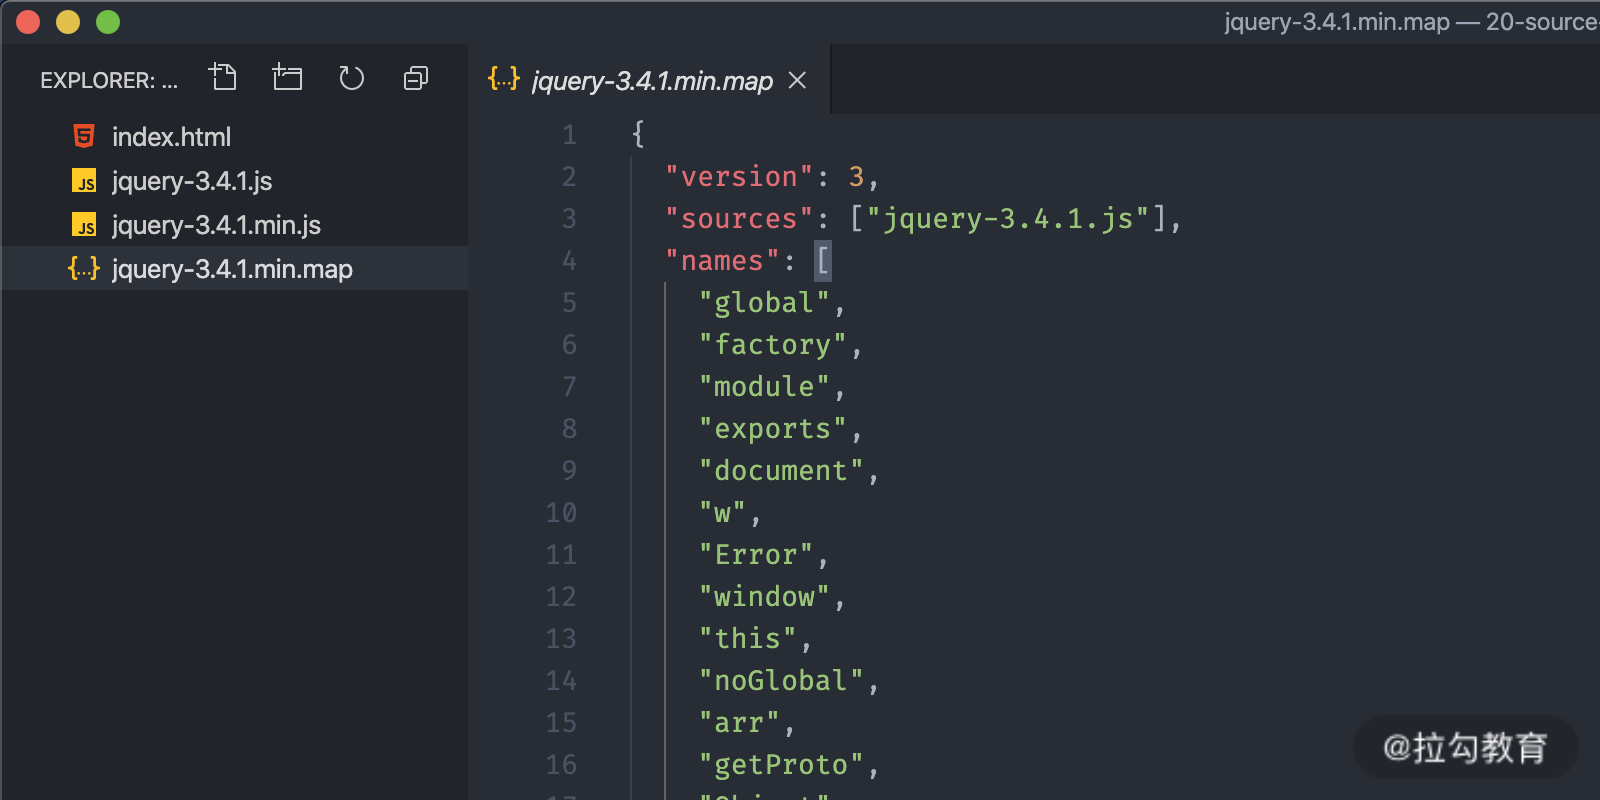 jquery-3.4.1.min.map — 20-source-
EXPLORER: ...
index.html
jquery-3.4.1.js
jquery-3.4.1.min.js
{...} jquery-3.4.1.min.map
{...} jquery-3.4.1.min.map
1 {
2 "version": 3,
3 "sources": ["jquery-3.4.1.js"],
4 "names": [
5 "global",
6 "factory",
7 "module",
8 "exports",
9 "document",
10 "w",
11 "Error",
12 "window",
13 "this",
14 "noGlobal",
15 "arr",
16 "getProto",
@拉勾教育